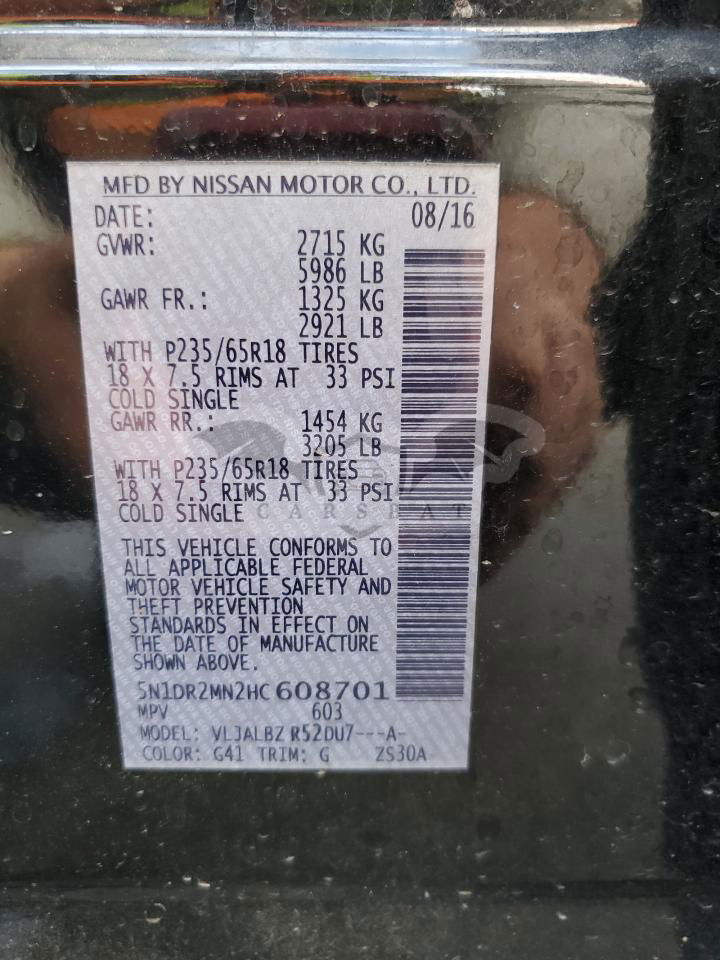 MFD BY NISSAN MOTOR CO., LTD.
DATE: 08/16
GVWR: 2715 KG
5986 LB
GAWR FR.: 1325 KG
2921 LB
WITH P235/65R18 TIRES
18 X 7.5 RIMS AT 33 PSI
COLD SINGLE
GAWR RR.: 1454 KG
3205 LB
WITH P235/65R18 TIRES
18 X 7.5 RIMS AT 33 PSI
COLD SINGLE
CARSPAT
THIS VEHICLE CONFORMS TO
ALL APPLICABLE FEDERAL
MOTOR VEHICLE SAFETY AND
THEFT PREVENTION
STANDARDS IN EFFECT ON
THE DATE OF MANUFACTURE
SHOWN ABOVE.
5N1DR2MN2HC608701
MPV 603
MODEL: VLJALBZ R52DU7---A-
COLOR: G41 TRIM: G ZS30A